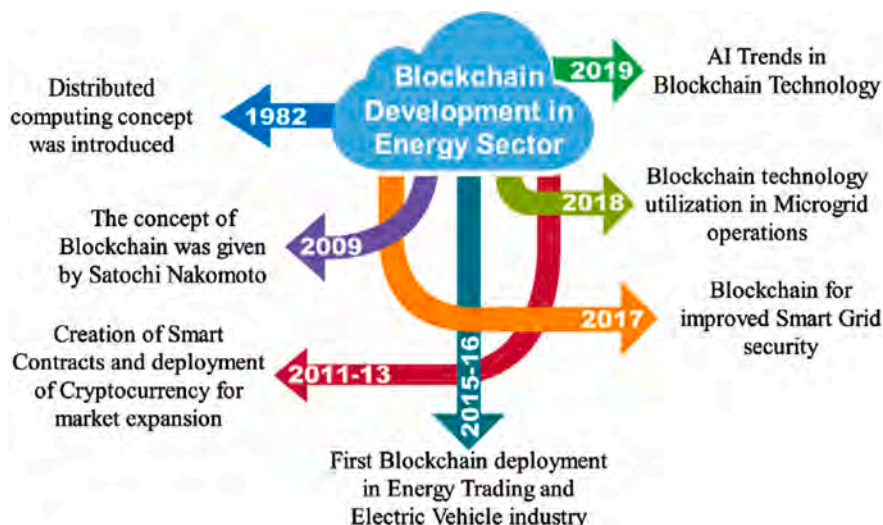 Blockchain
Development in
Energy Sector
1982
Distributed
computing concept
was introduced
2009
The concept of
Blockchain was given
by Satochi Nakomoto
2011-13
Creation of Smart
Contracts and deployment
of Cryptocurrency for
market expansion
2015-16
First Blockchain deployment
in Energy Trading and
Electric Vehicle industry
2017
Blockchain for
improved Smart Grid
security
2018
Blockchain technology
utilization in Microgrid
operations
2019
AI Trends in
Blockchain Technology